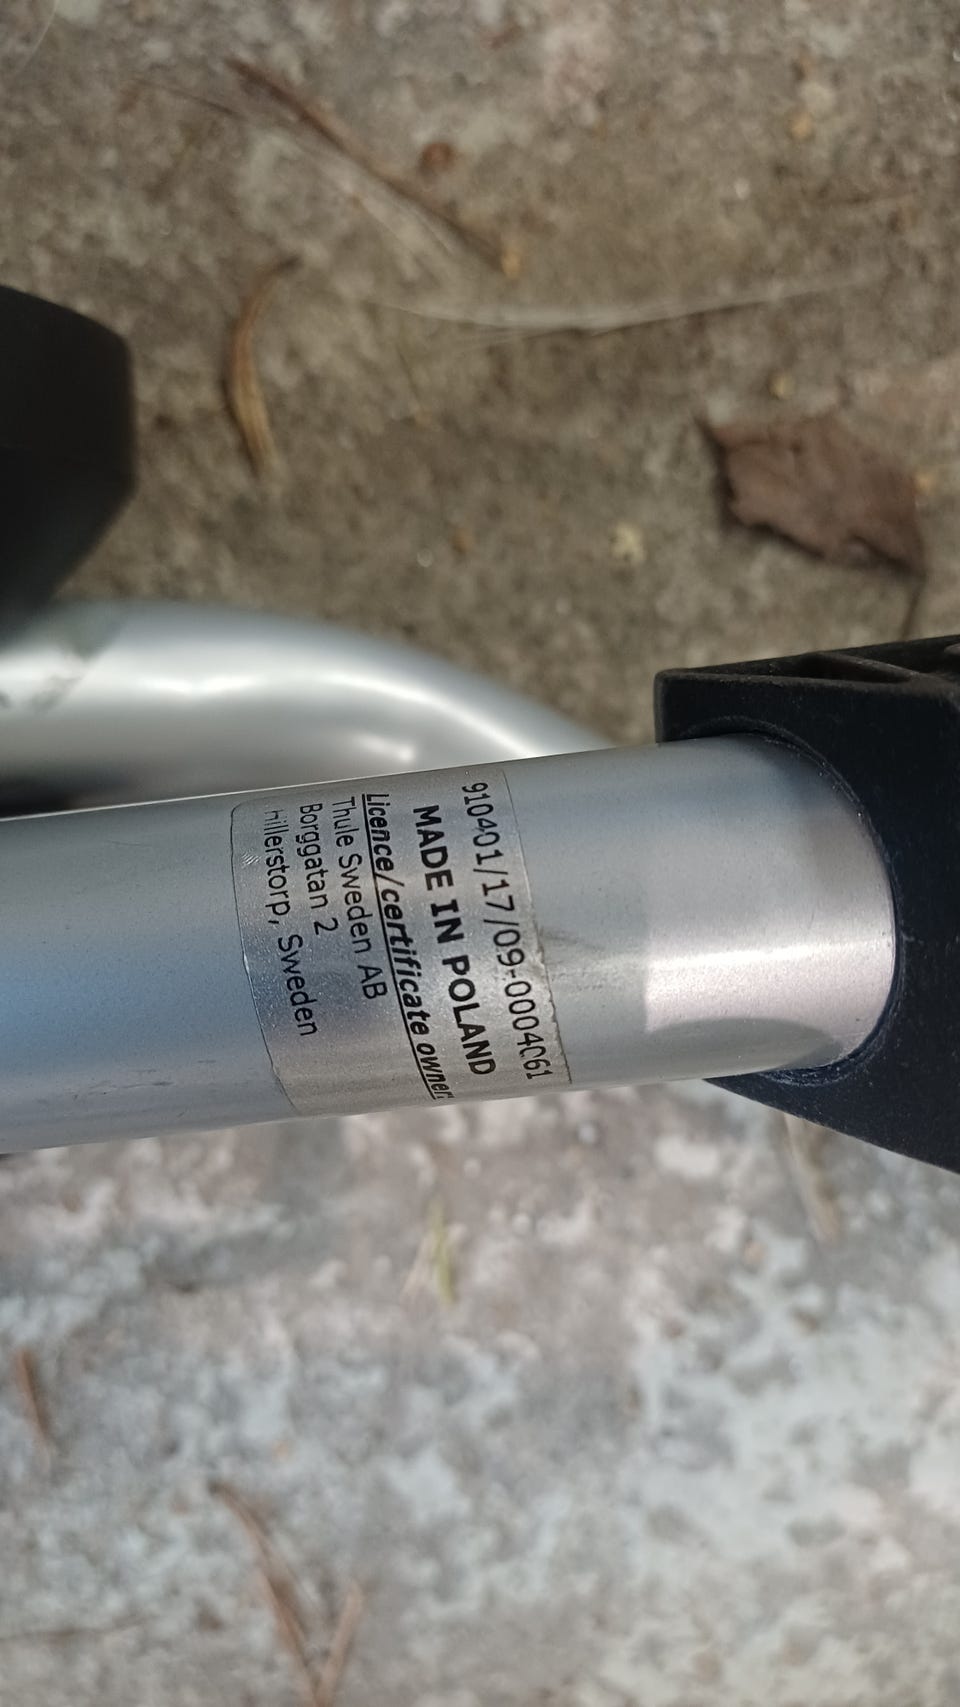 910401/17/09-0004061
MADE IN POLAND
Licence/certificate owner:
Thule Sweden AB
Borggatan 2
Hillerstorp, Sweden